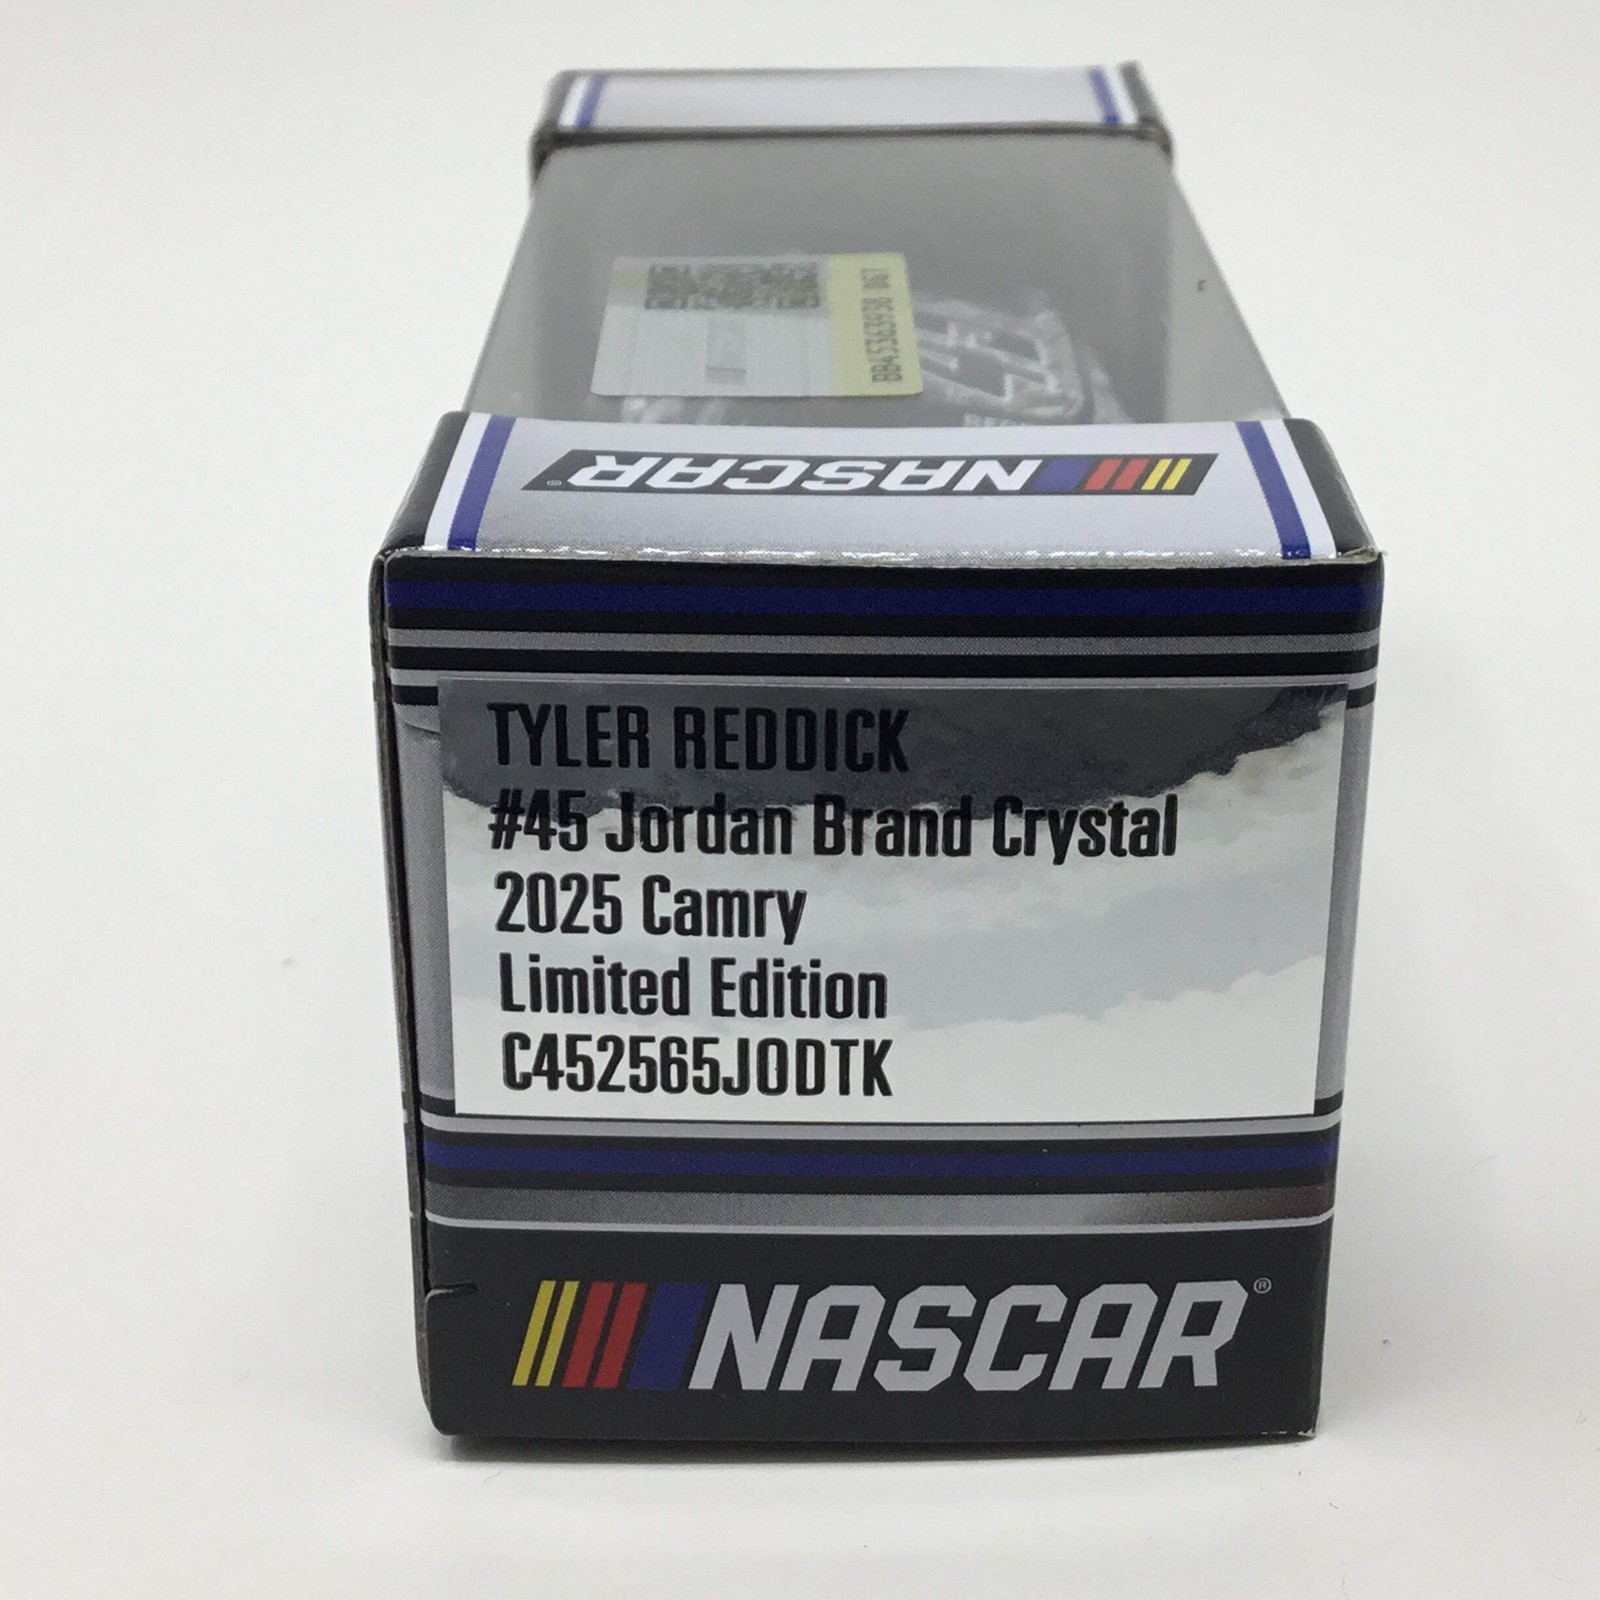 NASCAR®
TYLER REDDICK
#45 Jordan Brand Crystal
2025 Camry
Limited Edition
C452565JODTK
NASCAR®